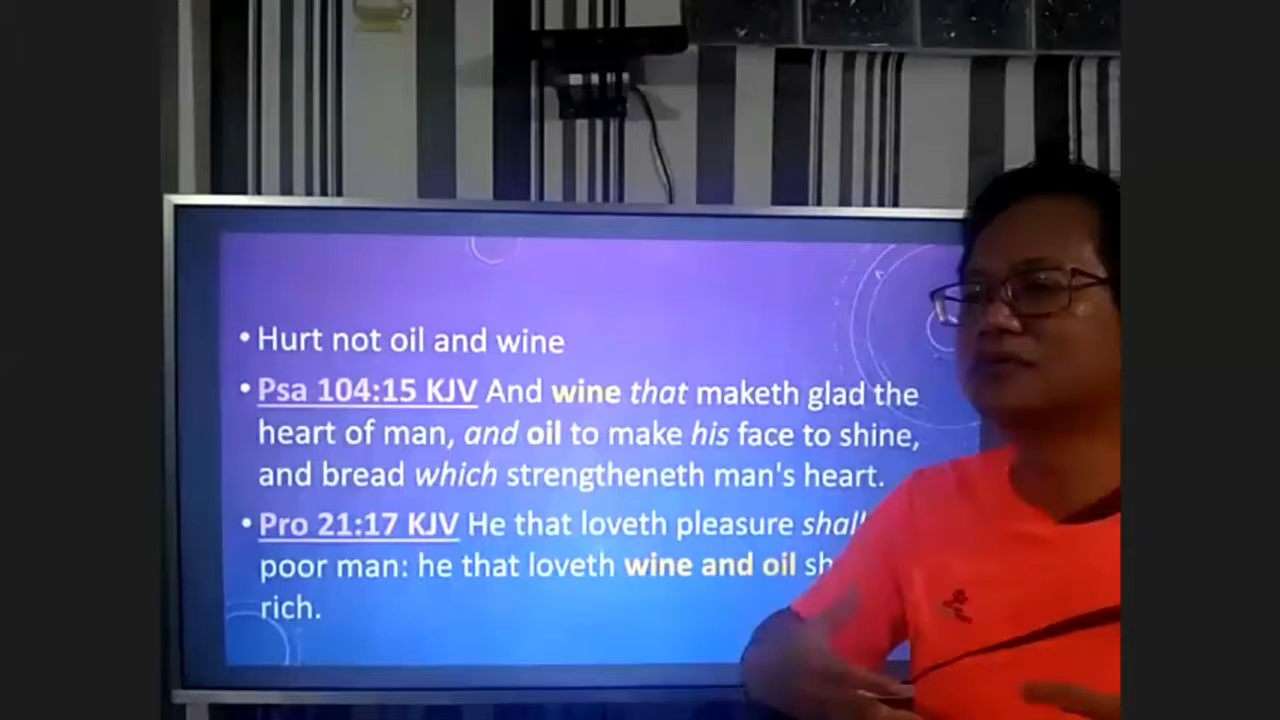 • Hurt not oil and wine
• Psa 104:15 KJV And wine that maketh glad the
heart of man, and oil to make his face to shine,
and bread which strengtheneth man's heart.
• Pro 21:17 KJV He that loveth pleasure
poor man: he that loveth wine and oil
rich.